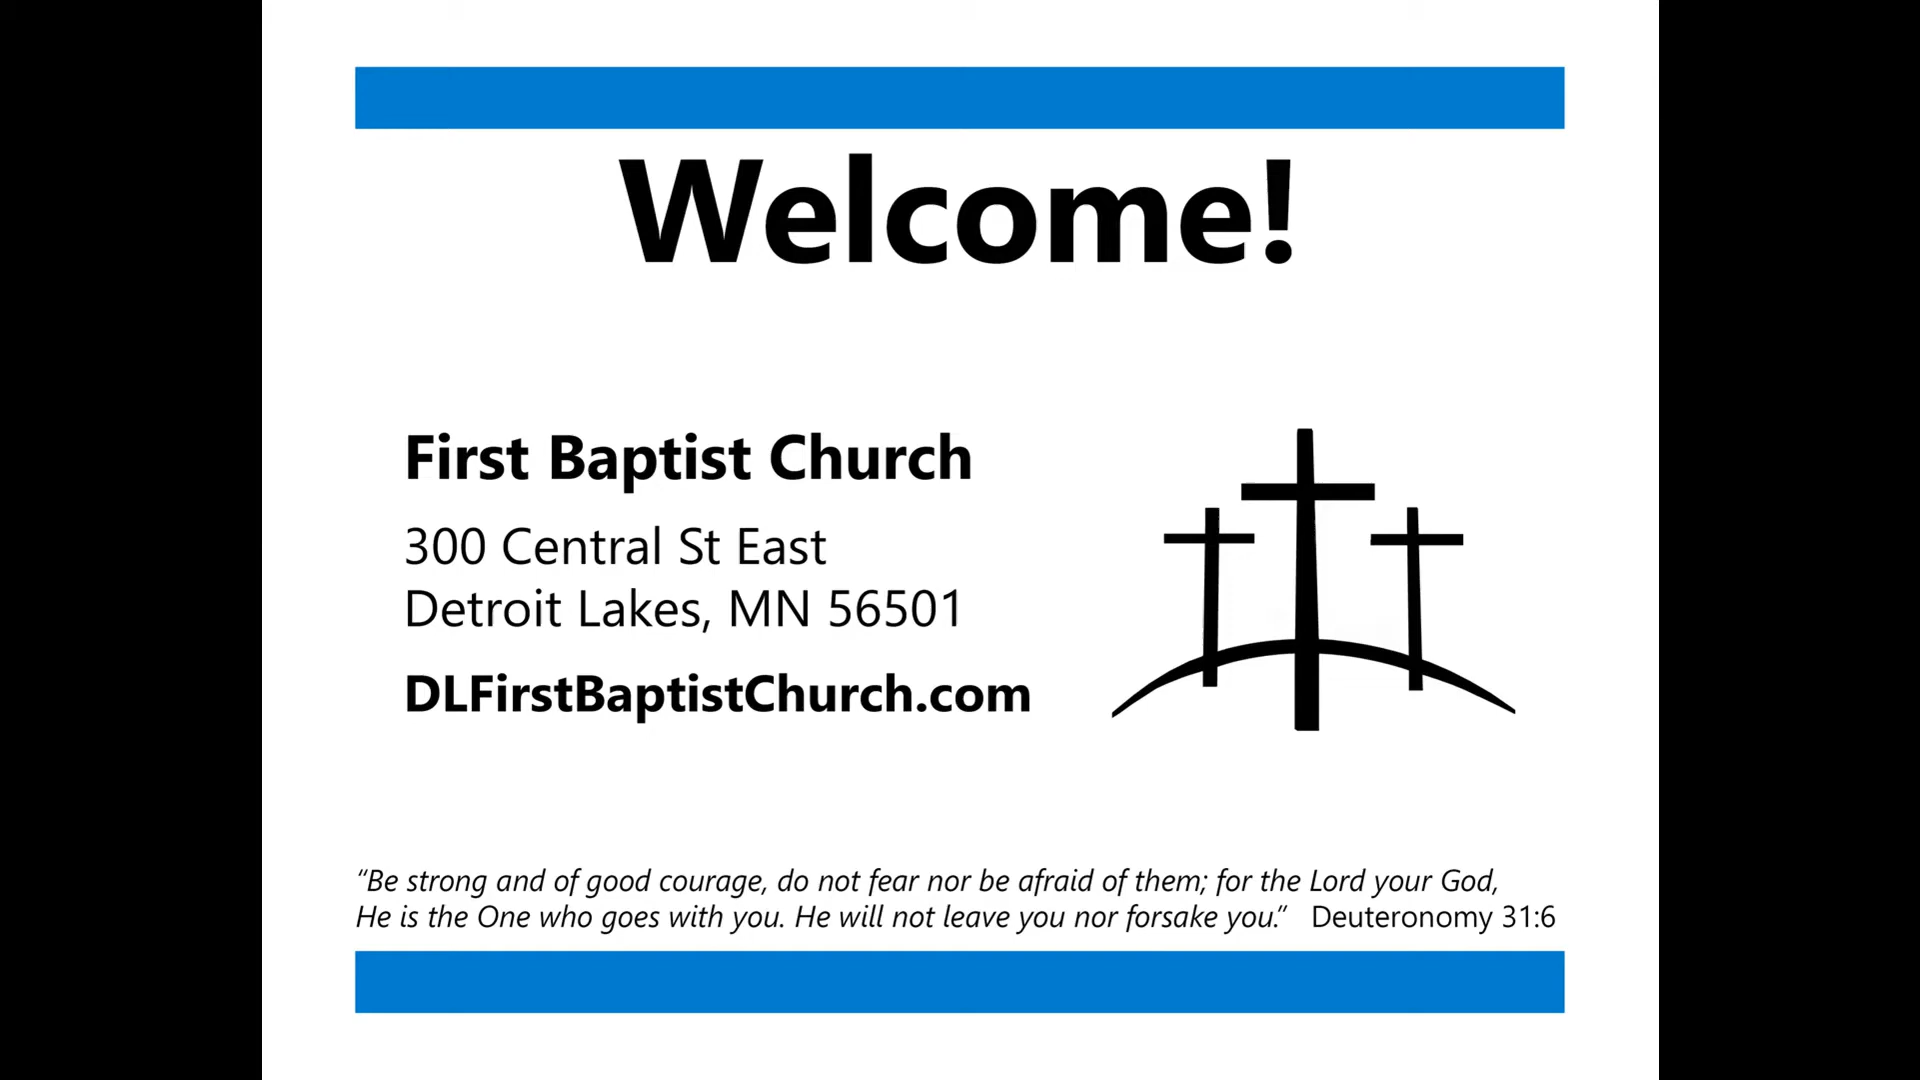 Welcome!
First Baptist Church
300 Central St East
Detroit Lakes, MN 56501
DLFirstBaptistChurch.com
“Be strong and of good courage, do not fear nor be afraid of them; for the Lord your God,
He is the One who goes with you. He will not leave you nor forsake you.” Deuteronomy 31:6